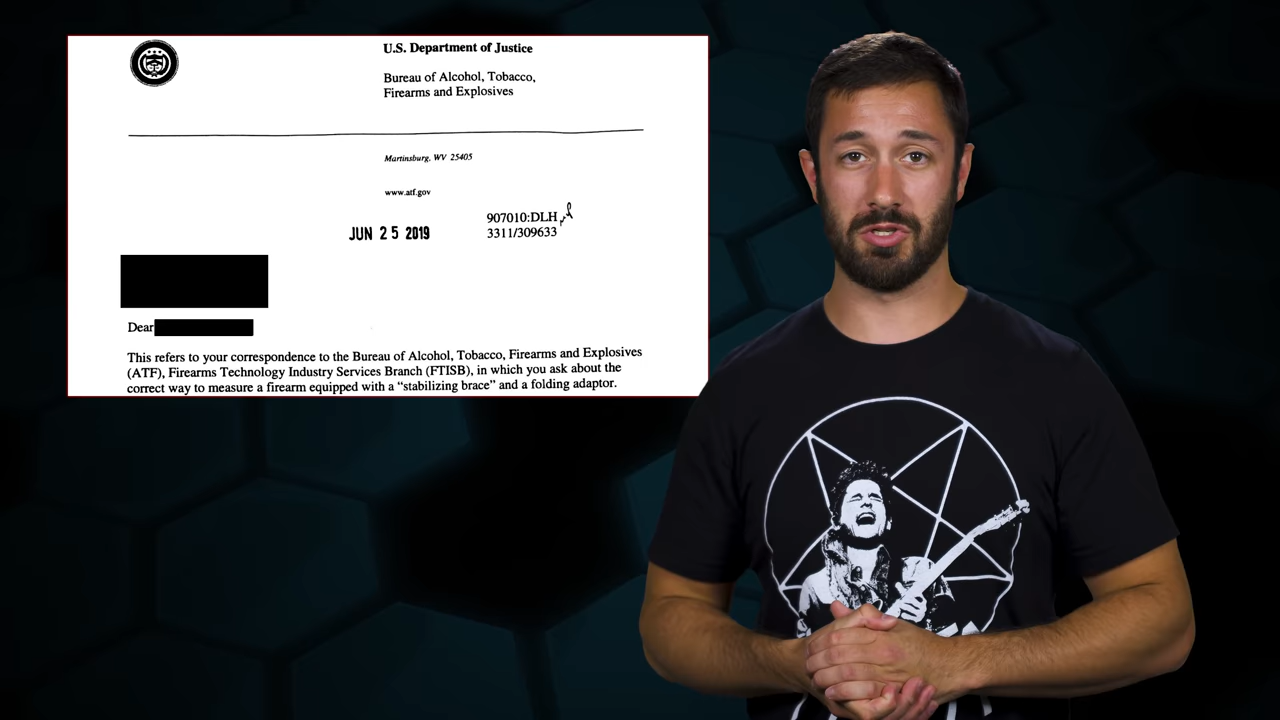 U.S. Department of Justice
Bureau of Alcohol, Tobacco,
Firearms and Explosives
Martinsburg, WV 25405
www.atf.gov
JUN 25 2019
907010:DLH
3311/309633
Dear
This refers to your correspondence to the Bureau of Alcohol, Tobacco, Firearms and Explosives
(ATF), Firearms Technology Industry Services Branch (FTISB), in which you ask about the
correct way to measure a firearm equipped with a “stabilizing brace” and a folding adaptor.